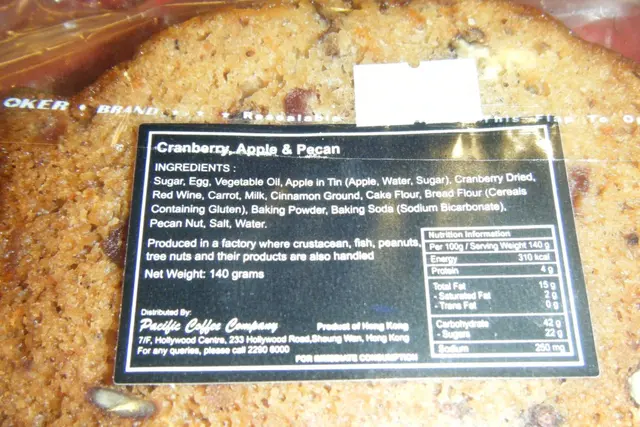 OKER • BRAND • • • Resealable
This Flap To O
Cranberry, Apple & Pecan
INGREDIENTS :
Sugar, Egg, Vegetable Oil, Apple in Tin (Apple, Water, Sugar), Cranberry Dried,
Red Wine, Carrot, Milk, Cinnamon Ground, Cake Flour, Bread Flour (Cereals
Containing Gluten), Baking Powder, Baking Soda (Sodium Bicarbonate),
Pecan Nut, Salt, Water.
Produced in a factory where crustacean, fish, peanuts,
tree nuts and their products are also handled
Net Weight: 140 grams
Nutrition Information
Per 100g / Serving Weight 140 g
Energy 310 kcal
Protein 4 g
Total Fat 15 g
- Saturated Fat 2 g
- Trans Fat 0 g
Carbohydrate 42 g
- Sugars 22 g
Sodium 250 mg
Distributed By:
Pacific Coffee Company Product of Hong Kong
7/F, Hollywood Centre, 233 Hollywood Road,Shaung Wan, Hong Kong
For any queries, please call 2290 6000
FOR IMMEDIATE CONSUMPTION